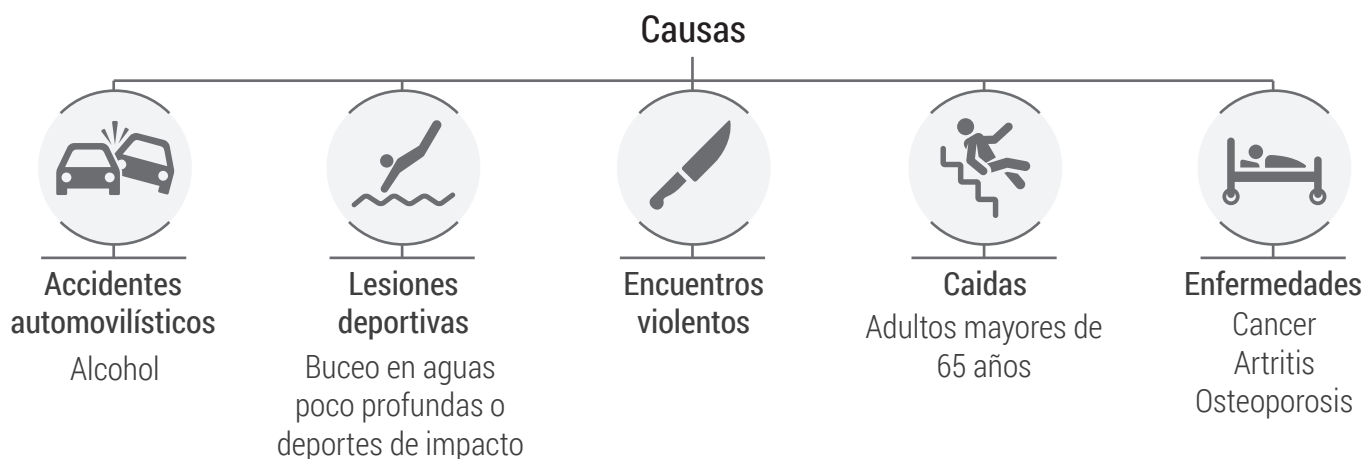 Causas
Accidentes
automovilísticos
Alcohol
Lesiones
deportivas
Buceo en aguas
poco profundas o
deportes de impacto
Encuentros
violentos
Caidas
Adultos mayores de
65 años
Enfermedades
Cancer
Artritis
Osteoporosis